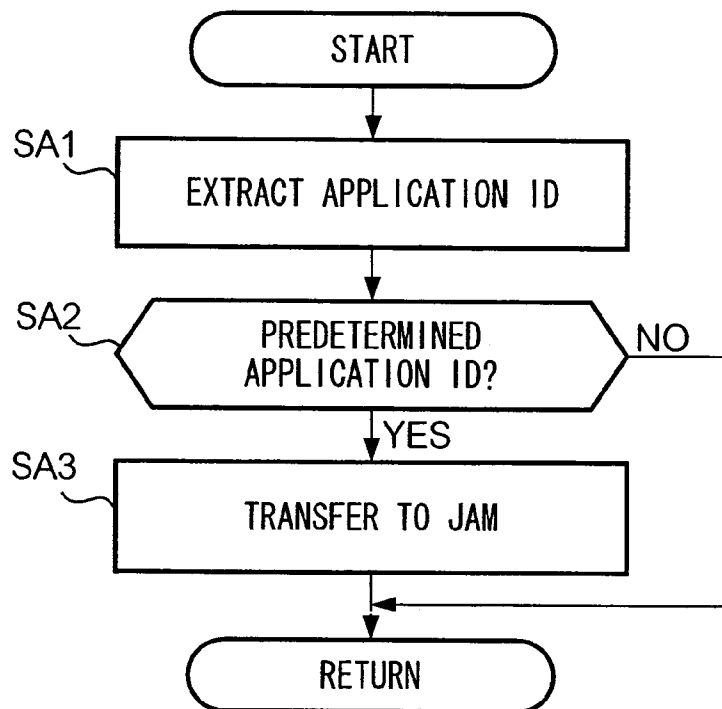 START
SA1
EXTRACT APPLICATION ID
SA2
PREDETERMINED
APPLICATION ID?
NO
YES
SA3
TRANSFER TO JAM
RETURN